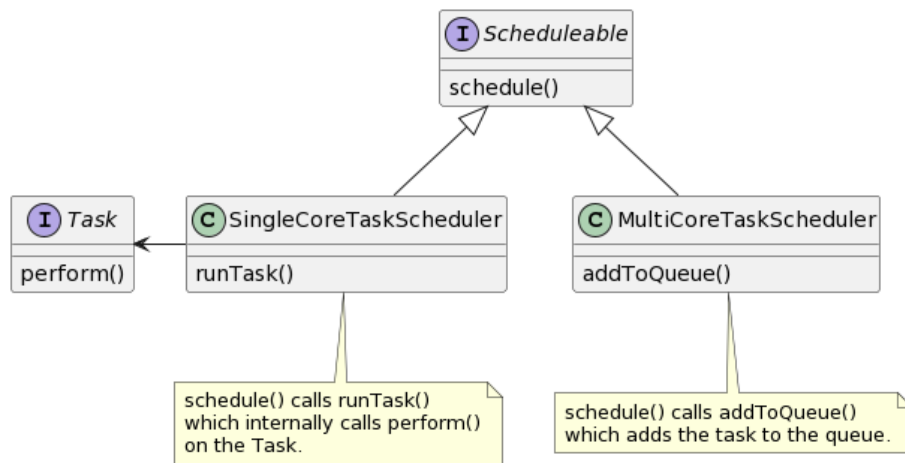 I Scheduleable
schedule()
I Task
perform()
C SingleCoreTaskScheduler
runTask()
C MultiCoreTaskScheduler
addToQueue()
schedule() calls runTask()
which internally calls perform()
on the Task.
schedule() calls addToQueue()
which adds the task to the queue.